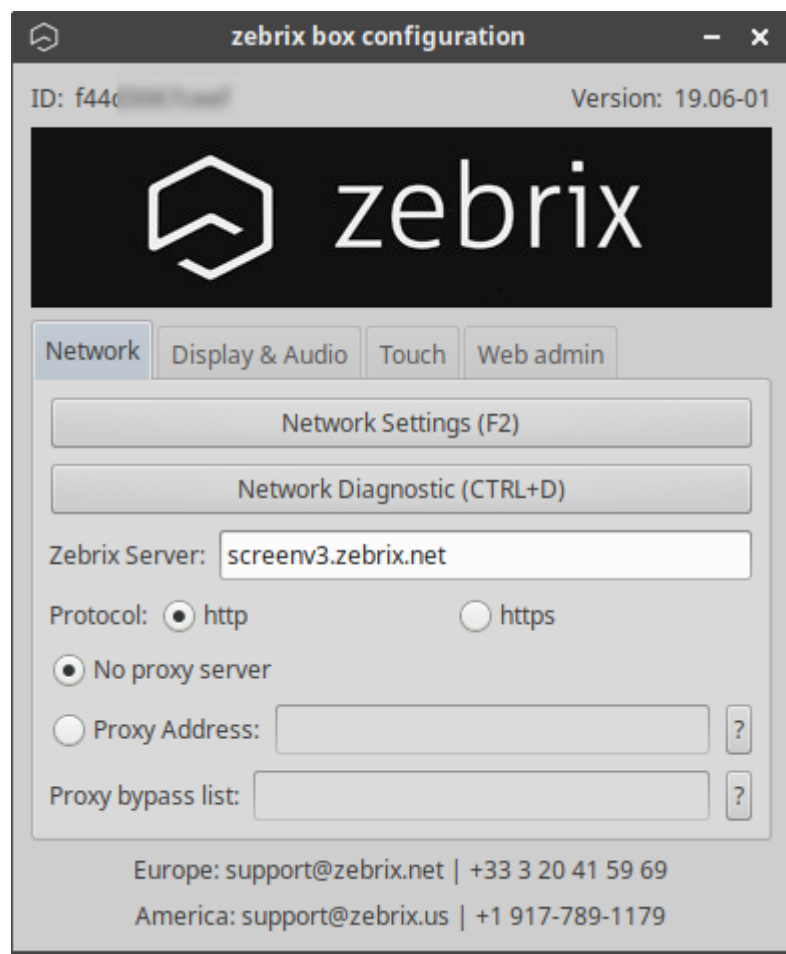 zebrix box configuration
ID: f44 Version: 19.06-01
zebrix
Network Display & Audio Touch Web admin
Network Settings (F2)
Network Diagnostic (CTRL+D)
Zebrix Server: screenv3.zebrix.net
Protocol: http https
No proxy server
Proxy Address: ?
Proxy bypass list: ?
Europe: support@zebrix.net | +33 3 20 41 59 69
America: support@zebrix.us | +1 917-789-1179